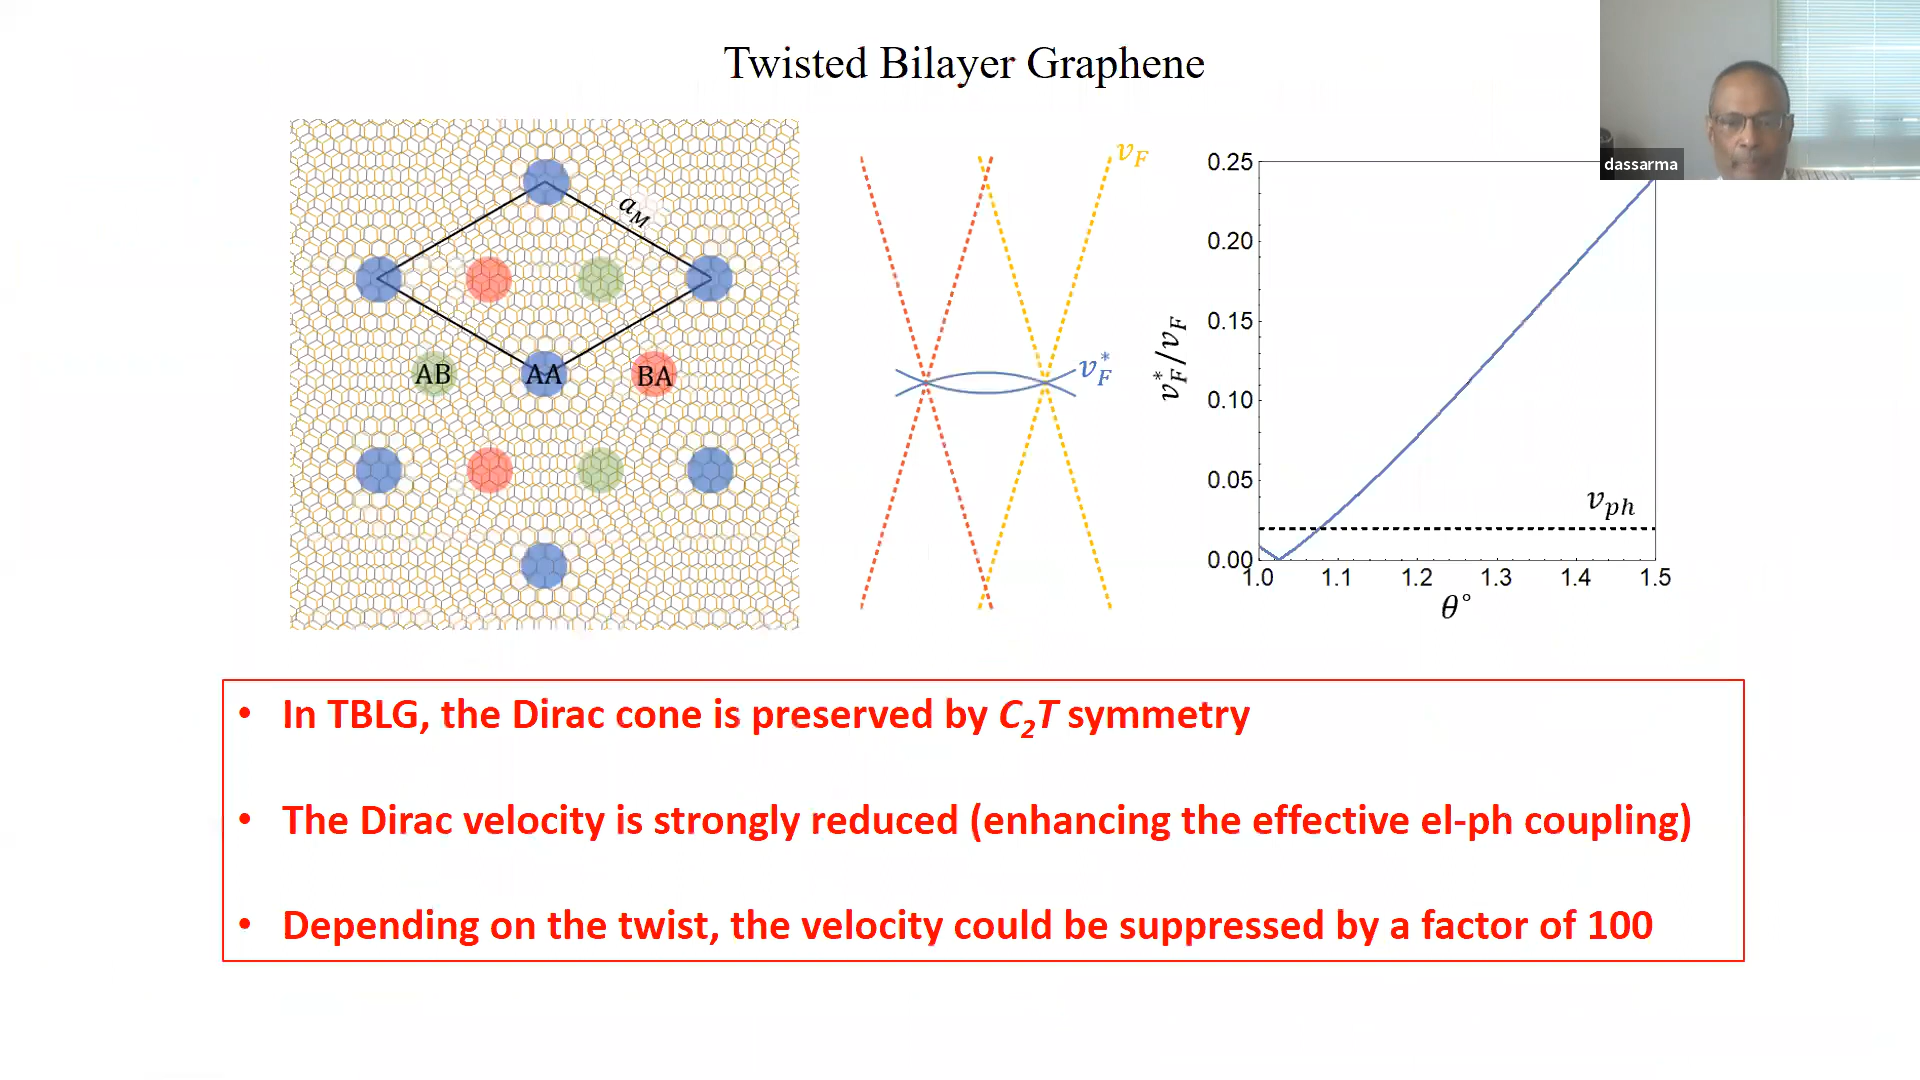 Twisted Bilayer Graphene
dassarma
a_M
AB
AA
BA
v_F
v_F^*
v_F^*/v_F
0.25
0.20
0.15
0.10
0.05
0.00
v_ph
1.0
1.1
1.2
1.3
1.4
1.5
θ°
• In TBLG, the Dirac cone is preserved by C₂T symmetry
• The Dirac velocity is strongly reduced (enhancing the effective el-ph coupling)
• Depending on the twist, the velocity could be suppressed by a factor of 100